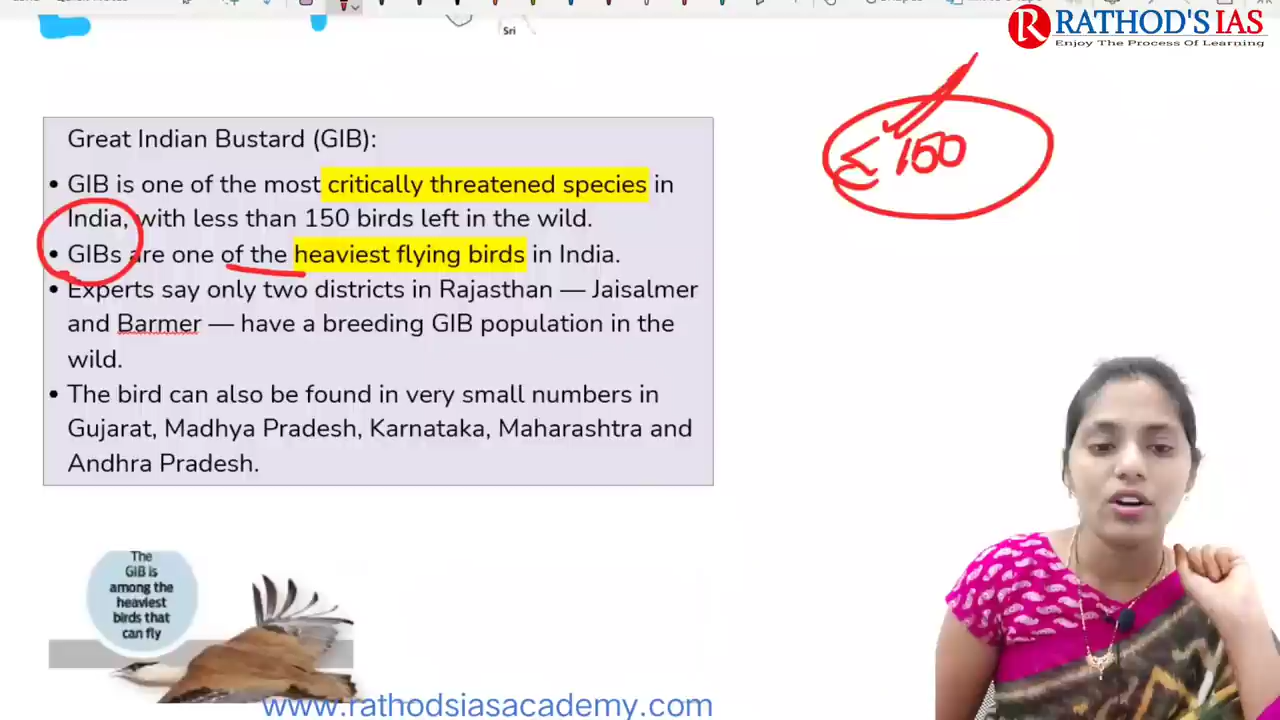 Sri
RATHOD'S IAS
Enjoy The Process Of Learning
≤ 150
Great Indian Bustard (GIB):
• GIB is one of the most critically threatened species in
India, with less than 150 birds left in the wild.
• GIBs are one of the heaviest flying birds in India.
• Experts say only two districts in Rajasthan — Jaisalmer
and Barmer — have a breeding GIB population in the
wild.
• The bird can also be found in very small numbers in
Gujarat, Madhya Pradesh, Karnataka, Maharashtra and
Andhra Pradesh.
The
GIB is
among the
heaviest
birds that
can fly
www.rathodsiasacademy.com